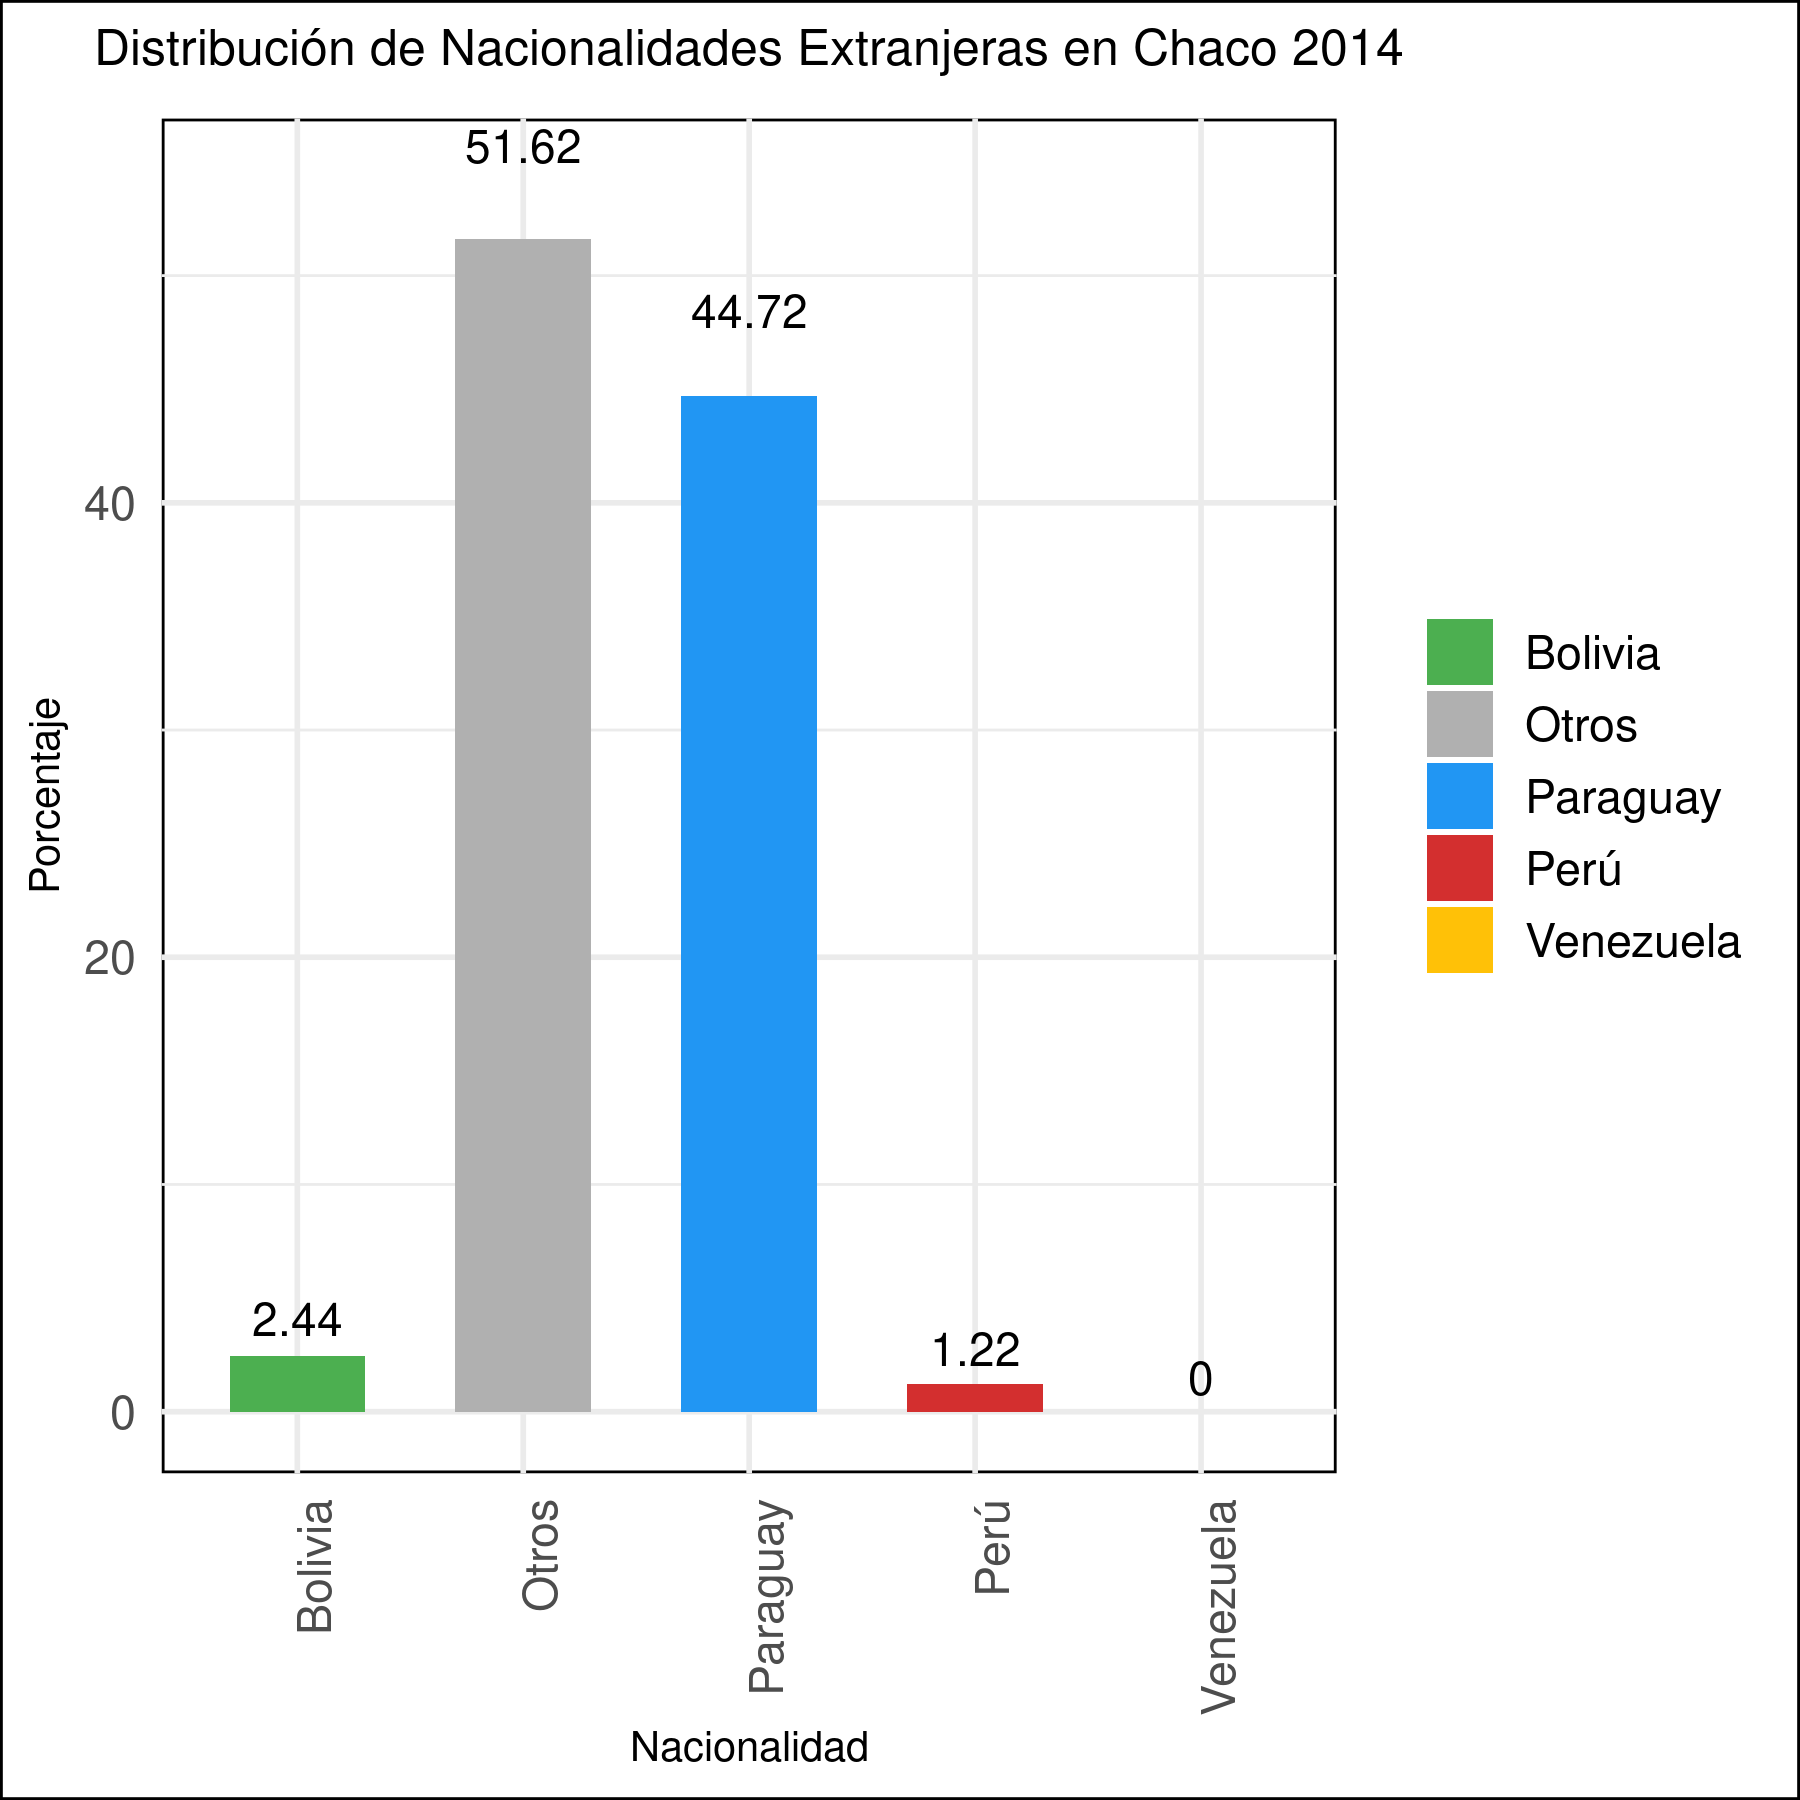 Distribución de Nacionalidades Extranjeras en Chaco 2014
Porcentaje
40
20
0
51.62
44.72
2.44
1.22
0
Bolivia
Otros
Paraguay
Perú
Venezuela
Nacionalidad
Bolivia
Otros
Paraguay
Perú
Venezuela